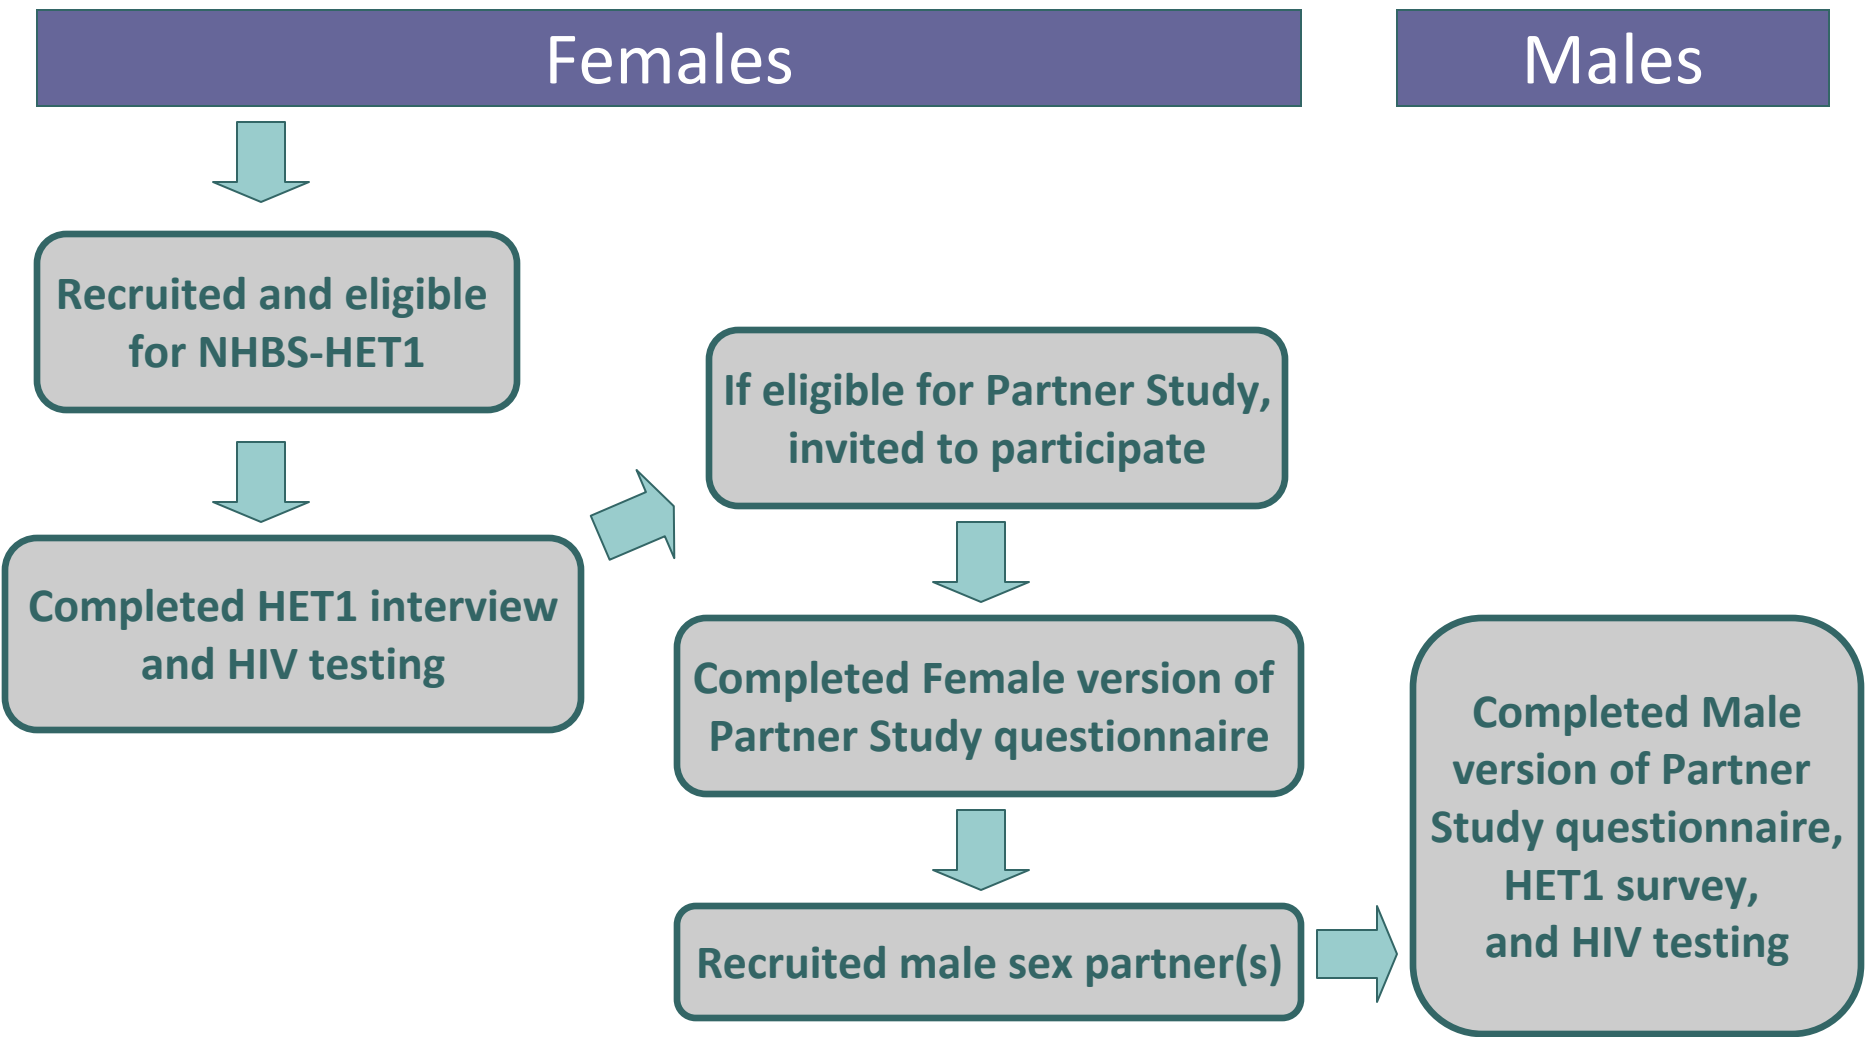 Females
Males
Recruited and eligible
for NHBS-HET1
Completed HET1 interview
and HIV testing
If eligible for Partner Study,
invited to participate
Completed Female version of
Partner Study questionnaire
Recruited male sex partner(s)
Completed Male
version of Partner
Study questionnaire,
HET1 survey,
and HIV testing